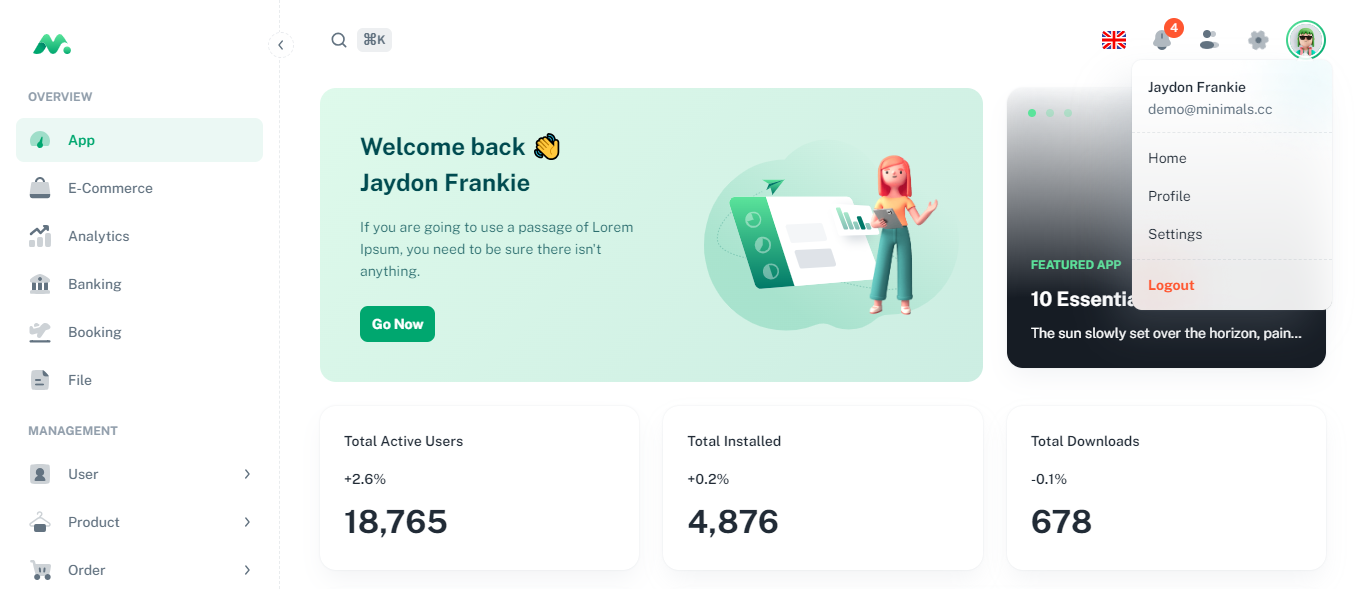 ⌘K
4
OVERVIEW
App
E-Commerce
Analytics
Banking
Booking
File
MANAGEMENT
User
Product
Order
Welcome back 👋
Jaydon Frankie
If you are going to use a passage of Lorem
Ipsum, you need to be sure there isn't
anything.
Go Now
FEATURED APP
10 Essentia
The sun slowly set over the horizon, pain...
Jaydon Frankie
demo@minimals.cc
Home
Profile
Settings
Logout
Total Active Users
+2.6%
18,765
Total Installed
+0.2%
4,876
Total Downloads
-0.1%
678